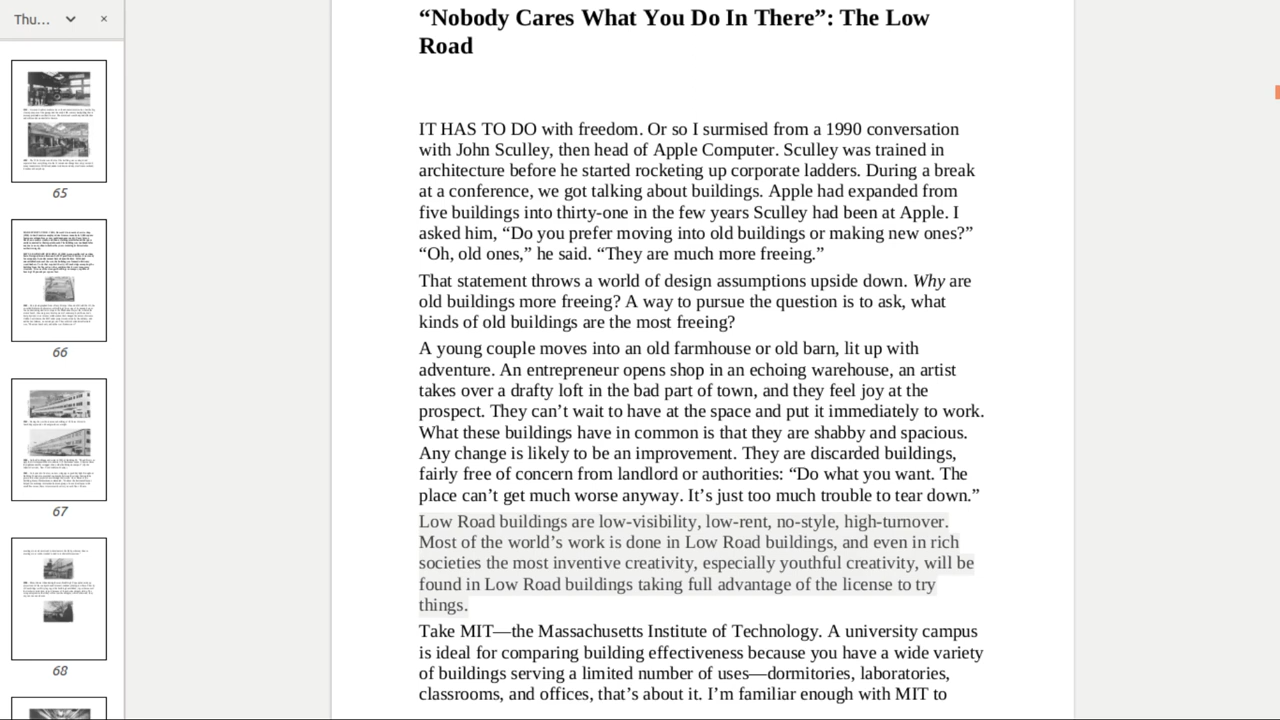 Thu...
×
65
66
67
68
“Nobody Cares What You Do In There”: The Low
Road
IT HAS TO DO with freedom. Or so I surmised from a 1990 conversation
with John Sculley, then head of Apple Computer. Sculley was trained in
architecture before he started rocketing up corporate ladders. During a break
at a conference, we got talking about buildings. Apple had expanded from
five buildings into thirty-one in the few years Sculley had been at Apple. I
asked him, “Do you prefer moving into old buildings or making new ones?”
“Oh, old ones,” he said. “They are much more freeing.”
That statement throws a world of design assumptions upside down. Why are
old buildings more freeing? A way to pursue the question is to ask, what
kinds of old buildings are the most freeing?
A young couple moves into an old farmhouse or old barn, lit up with
adventure. An entrepreneur opens shop in an echoing warehouse, an artist
takes over a drafty loft in the bad part of town, and they feel joy at the
prospect. They can’t wait to have at the space and put it immediately to work.
What these buildings have in common is that they are shabby and spacious.
Any change is likely to be an improvement. They are discarded buildings,
fairly free of concern from landlord or authorities: “Do what you want. The
place can’t get much worse anyway. It’s just too much trouble to tear down.”
Low Road buildings are low-visibility, low-rent, no-style, high-turnover.
Most of the world’s work is done in Low Road buildings, and even in rich
societies the most inventive creativity, especially youthful creativity, will be
found in Low Road buildings taking full advantage of the license to try
things.
Take MIT—the Massachusetts Institute of Technology. A university campus
is ideal for comparing building effectiveness because you have a wide variety
of buildings serving a limited number of uses—dormitories, laboratories,
classrooms, and offices, that’s about it. I’m familiar enough with MIT to